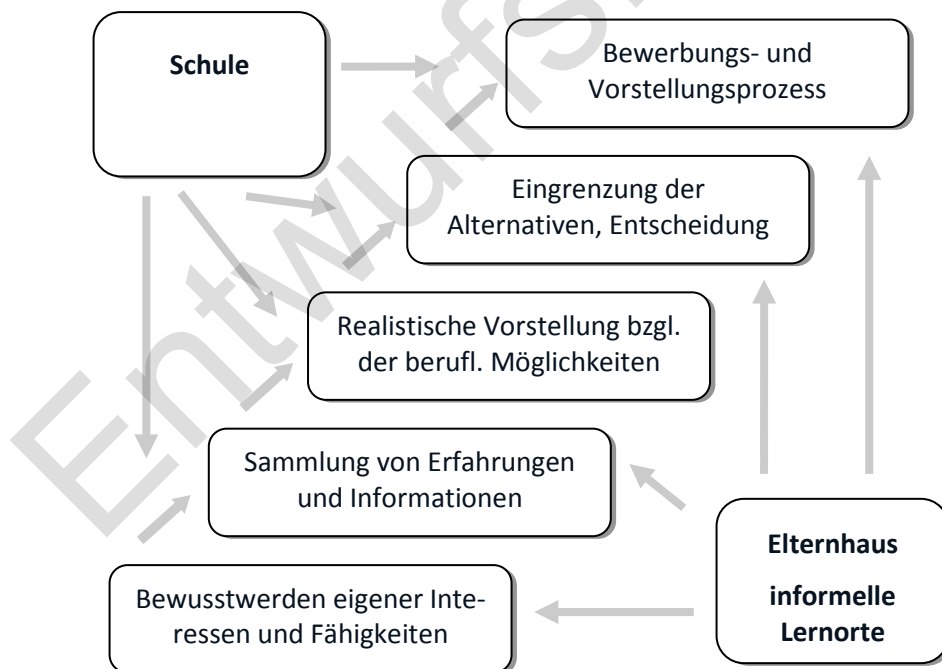 Schule
Bewerbungs- und
Vorstellungsprozess
Eingrenzung der
Alternativen, Entscheidung
Realistische Vorstellung bzgl.
der berufl. Möglichkeiten
Sammlung von Erfahrungen
und Informationen
Elternhaus
informelle
Lernorte
Bewusstwerden eigener Inte-
ressen und Fähigkeiten